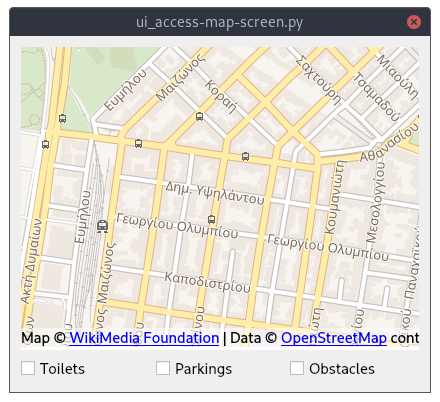 ui_access-map-screen.py
Ευμήλου
Μαιζώνος
Κοραή
Σαχτούρη
Τσαμαδού
Μιαούλη
Αθανασίου
Δημ. Υψηλάντου
Κουμανιώτη
Μεσολογγίου
Ευμήλου
Γεωργίου Ολυμπίου
Γεωργίου Ολυμπίου
Ακτή Δυμαίων
Μαιζώνος
Καποδιστρίου
Παναχαϊκού
Map © WikiMedia Foundation | Data © OpenStreetMap cont
Toilets
Parkings
Obstacles